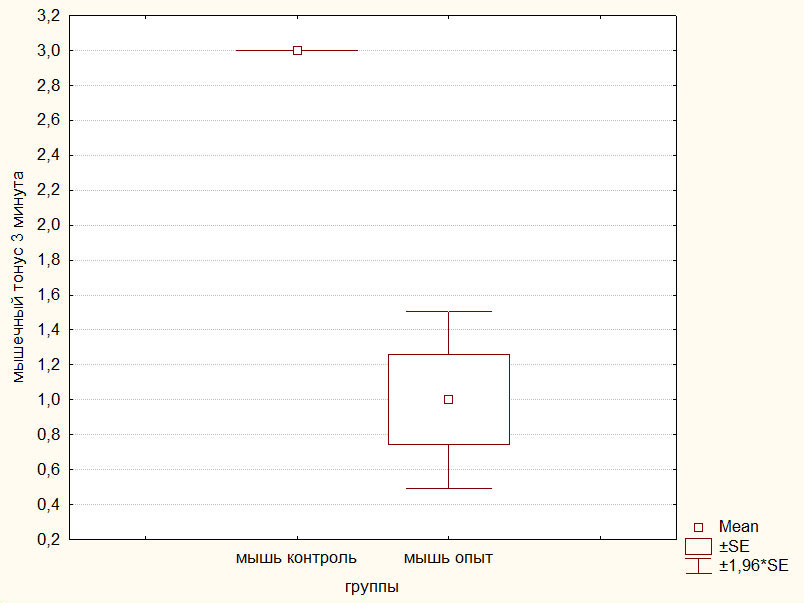 3,2
3,0
2,8
2,6
2,4
2,2
2,0
1,8
1,6
1,4
1,2
1,0
0,8
0,6
0,4
0,2
мышечный тонус 3 минута
мышь контроль мышь опыт
группы
Mean
±SE
±1,96*SE